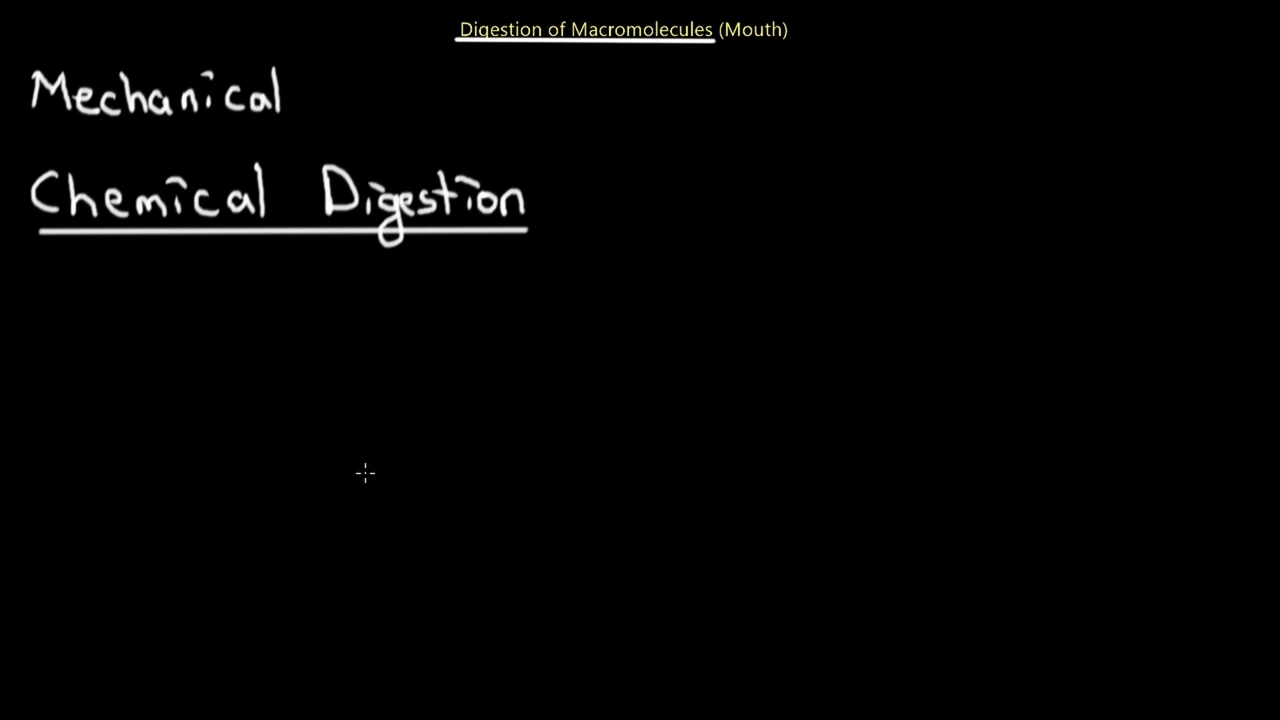 Digestion of Macromolecules (Mouth)
Mechanical
Chemical Digestion